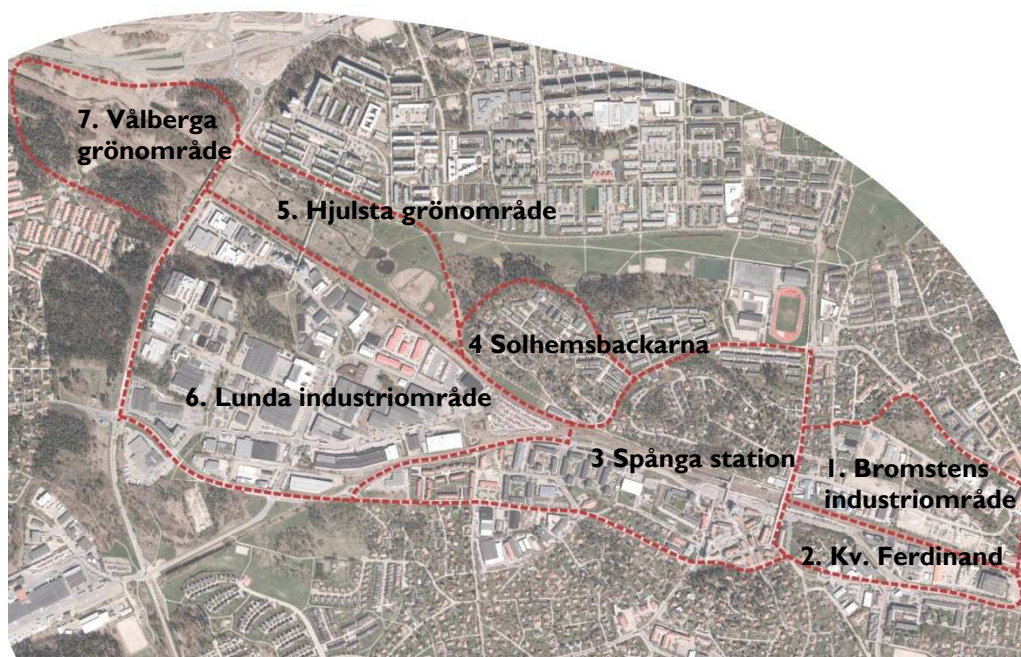 7. Vålberga
grönområde
5. Hjulsta grönområde
4 Solhemsbackarna
6. Lunda industriområde
3 Spånga station
1. Bromstens
industriområde
2. Kv. Ferdinand